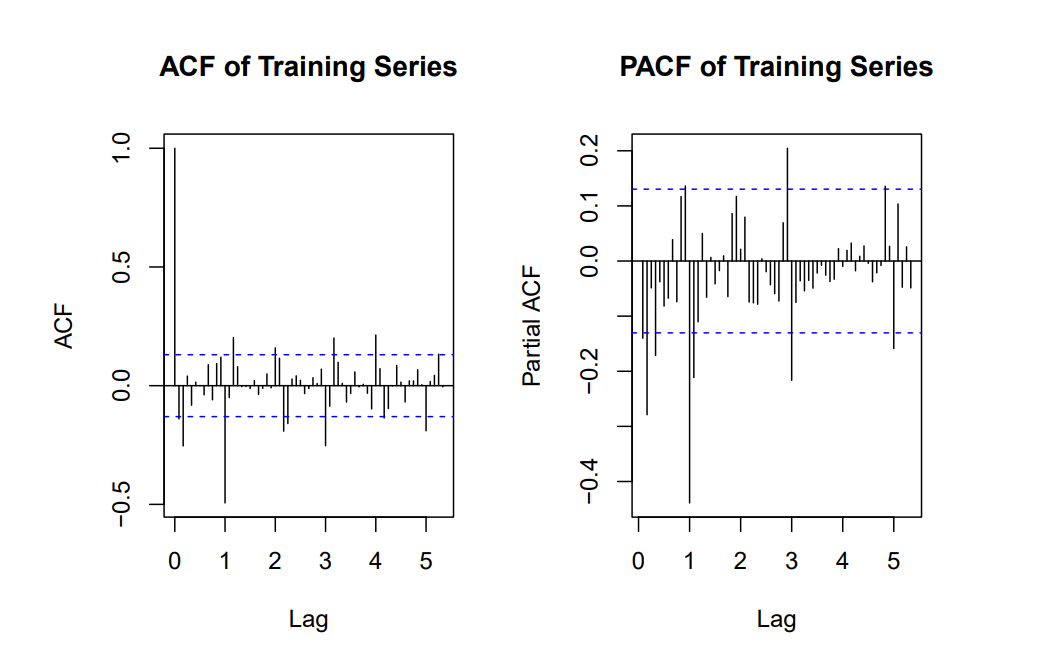 ACF of Training Series
ACF
1.0
0.5
0.0
−0.5
0 1 2 3 4 5
Lag
PACF of Training Series
Partial ACF
0.2
0.1
0.0
−0.2
−0.4
0 1 2 3 4 5
Lag